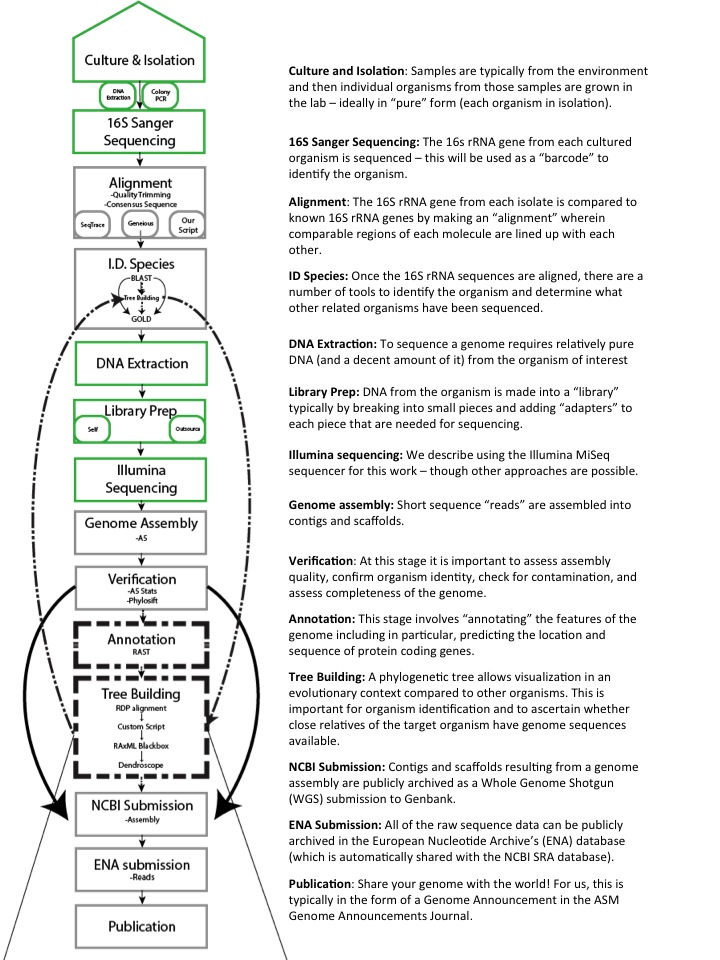 Culture & Isolation
DNA
Extraction
Colony
PCR
16S Sanger
Sequencing
Alignment
-Quality Trimming
-Consensus Sequence
SeqTrace
Geneious
Our
Script
I.D. Species
BLAST
Tree Building
GOLD
DNA Extraction
Library Prep
Self
Outsource
Illumina
Sequencing
Genome Assembly
-A5
Verification
-A5 Stats
-Phylosift
Annotation
RAST
Tree Building
RDP alignment
Custom Script
RAxML Blackbox
Dendroscope
NCBI Submission
-Assembly
ENA submission
-Reads
Publication
Culture and Isolation: Samples are typically from the environment
and then individual organisms from those samples are grown in
the lab – ideally in “pure” form (each organism in isolation).
16S Sanger Sequencing: The 16s rRNA gene from each cultured
organism is sequenced – this will be used as a “barcode” to
identify the organism.
Alignment: The 16S rRNA gene from each isolate is compared to
known 16S rRNA genes by making an “alignment” wherein
comparable regions of each molecule are lined up with each
other.
ID Species: Once the 16S rRNA sequences are aligned, there are a
number of tools to identify the organism and determine what
other related organisms have been sequenced.
DNA Extraction: To sequence a genome requires relatively pure
DNA (and a decent amount of it) from the organism of interest
Library Prep: DNA from the organism is made into a “library”
typically by breaking into small pieces and adding “adapters” to
each piece that are needed for sequencing.
Illumina sequencing: We describe using the Illumina MiSeq
sequencer for this work – though other approaches are possible.
Genome assembly: Short sequence “reads” are assembled into
contigs and scaffolds.
Verification: At this stage it is important to assess assembly
quality, confirm organism identity, check for contamination, and
assess completeness of the genome.
Annotation: This stage involves “annotating” the features of the
genome including in particular, predicting the location and
sequence of protein coding genes.
Tree Building: A phylogenetic tree allows visualization in an
evolutionary context compared to other organisms. This is
important for organism identification and to ascertain whether
close relatives of the target organism have genome sequences
available.
NCBI Submission: Contigs and scaffolds resulting from a genome
assembly are publicly archived as a Whole Genome Shotgun
(WGS) submission to Genbank.
ENA Submission: All of the raw sequence data can be publicly
archived in the European Nucleotide Archive’s (ENA) database
(which is automatically shared with the NCBI SRA database).
Publication: Share your genome with the world! For us, this is
typically in the form of a Genome Announcement in the ASM
Genome Announcements Journal.